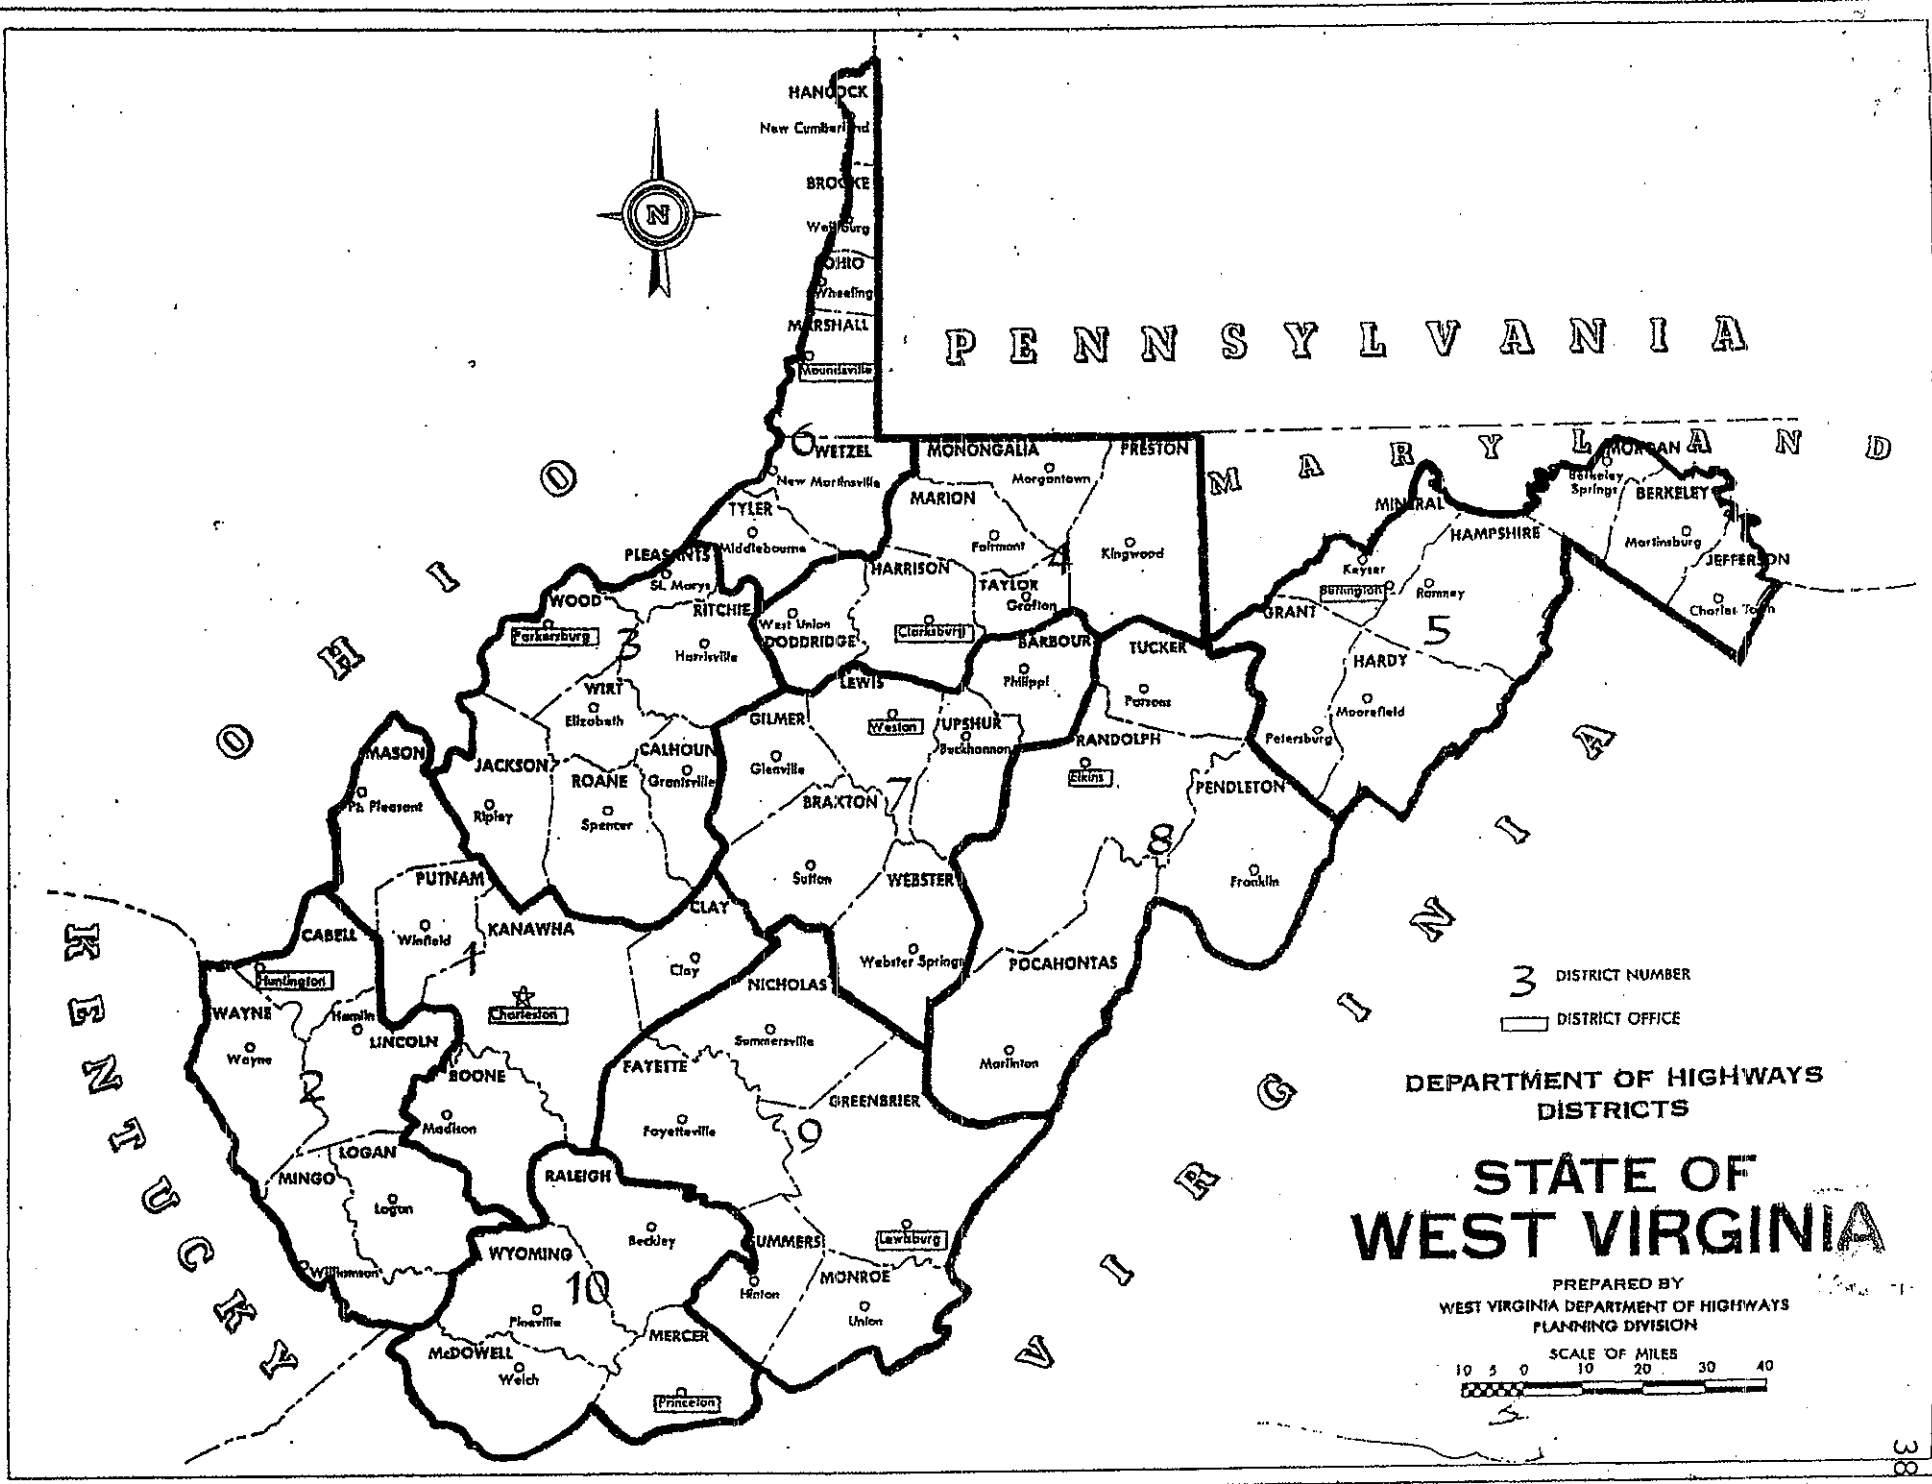 HANCOCK
New Cumberland
BROOKE
Wellsburg
OHIO
Wheeling
MARSHALL
Moundsville
N
PENNSYLVANIA
MARYLAND
OHIO
KENTUCKY
VIRGINIA
6
WETZEL
New Martinsville
TYLER
Middlebourne
MONONGALIA
Morgantown
PRESTON
Kingwood
MARION
Fairmont
4
HARRISON
Clarksburg
TAYLOR
Grafton
West Union
DODDRIDGE
PLEASANTS
St. Marys
WOOD
Parkersburg
3
RITCHIE
Harrisville
WIRT
Elizabeth
CALHOUN
Grantsville
ROANE
Spencer
JACKSON
Ripley
MORGAN
Berkeley
Springs
BERKELEY
Martinsburg
JEFFERSON
Charles Town
MINERAL
Keyser
HAMPSHIRE
Burlington
Romney
GRANT
5
HARDY
Moorefield
Petersburg
BARBOUR
Philippi
TUCKER
Parsons
RANDOLPH
Elkins
PENDLETON
8
Franklin
POCAHONTAS
Marlinton
LEWIS
Weston
UPSHUR
Buckhannon
GILMER
Glenville
BRAXTON
7
Sutton
WEBSTER
Webster Springs
MASON
Pt. Pleasant
PUTNAM
Winfield
1
KANAWHA
Charleston
CLAY
Clay
BOONE
Madison
CABELL
Huntington
WAYNE
Wayne
Hamlin
LINCOLN
2
LOGAN
Logan
MINGO
Williamson
NICHOLAS
Summersville
FAYETTE
Fayetteville
GREENBRIER
9
Lewisburg
SUMMERS
Hinton
MONROE
Union
RALEIGH
Beckley
WYOMING
10
Pineville
McDOWELL
Welch
MERCER
Princeton
3 DISTRICT NUMBER
DISTRICT OFFICE
DEPARTMENT OF HIGHWAYS
DISTRICTS
STATE OF
WEST VIRGINIA
PREPARED BY
WEST VIRGINIA DEPARTMENT OF HIGHWAYS
PLANNING DIVISION
SCALE OF MILES
10 5 0 10 20 30 40
38